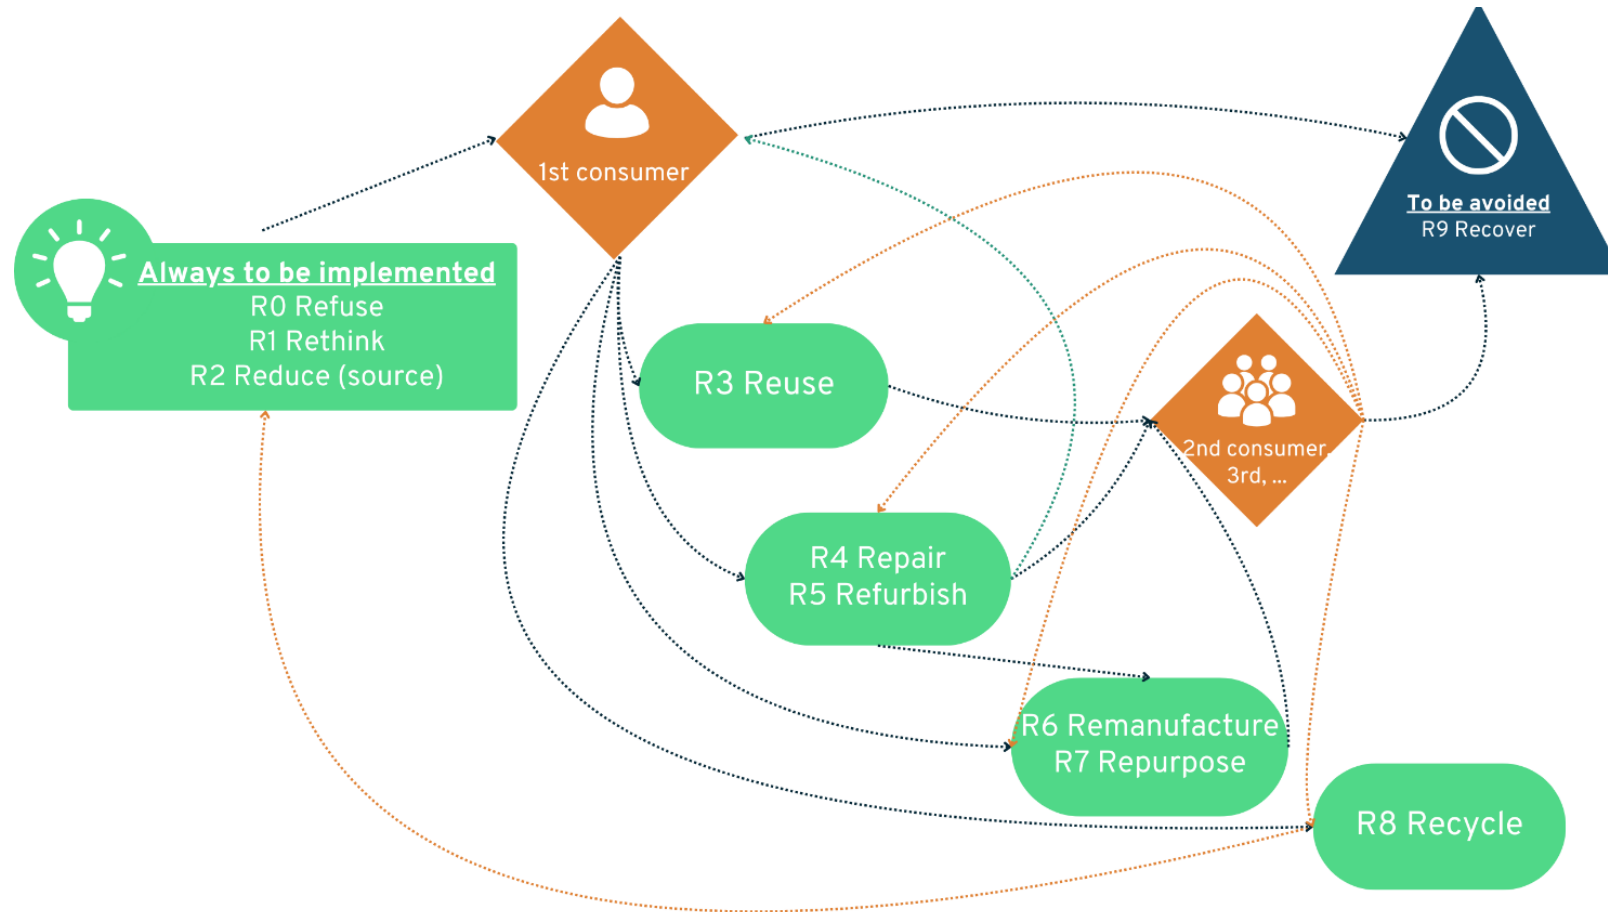 1st consumer
To be avoided
R9 Recover
Always to be implemented
R0 Refuse
R1 Rethink
R2 Reduce (source)
R3 Reuse
2nd consumer,
3rd, ...
R4 Repair
R5 Refurbish
R6 Remanufacture
R7 Repurpose
R8 Recycle